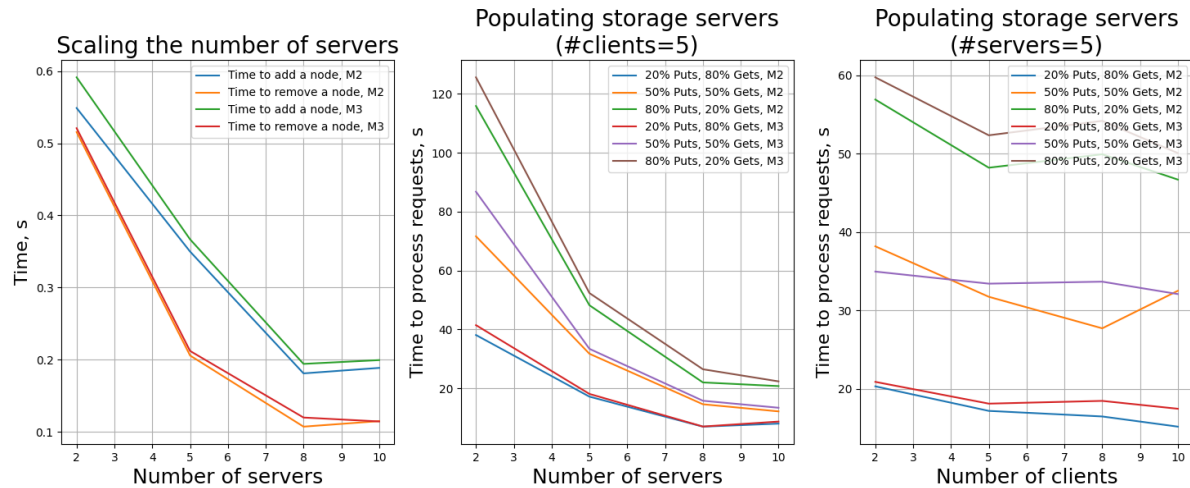 Scaling the number of servers
Time to add a node, M2
Time to remove a node, M2
Time to add a node, M3
Time to remove a node, M3
0.6
0.5
0.4
0.3
0.2
0.1
Time, s
2 3 4 5 6 7 8 9 10
Number of servers
Populating storage servers
(#clients=5)
20% Puts, 80% Gets, M2
50% Puts, 50% Gets, M2
80% Puts, 20% Gets, M2
20% Puts, 80% Gets, M3
50% Puts, 50% Gets, M3
80% Puts, 20% Gets, M3
120
100
80
60
40
20
Time to process requests, s
2 3 4 5 6 7 8 9 10
Number of servers
Populating storage servers
(#servers=5)
20% Puts, 80% Gets, M2
50% Puts, 50% Gets, M2
80% Puts, 20% Gets, M2
20% Puts, 80% Gets, M3
50% Puts, 50% Gets, M3
80% Puts, 20% Gets, M3
60
50
40
30
20
Time to process requests, s
2 3 4 5 6 7 8 9 10
Number of clients